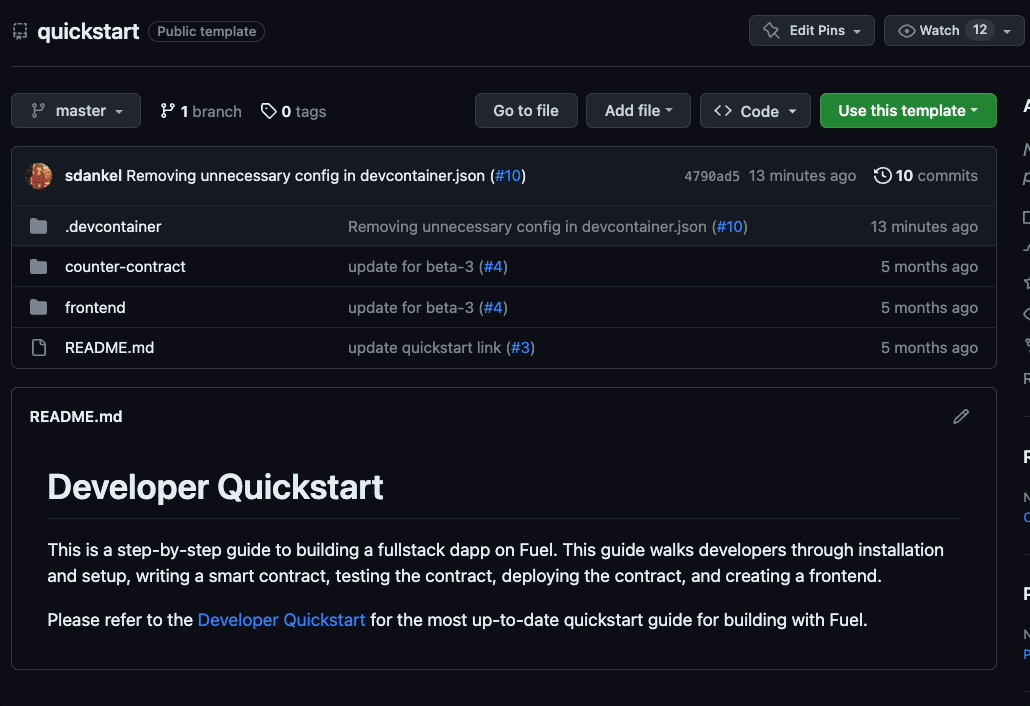 quickstart Public template Edit Pins Watch 12
master 1 branch 0 tags Go to file Add file Code Use this template
sdankel Removing unnecessary config in devcontainer.json (#10) 4790ad5 13 minutes ago 10 commits
.devcontainer Removing unnecessary config in devcontainer.json (#10) 13 minutes ago
counter-contract update for beta-3 (#4) 5 months ago
frontend update for beta-3 (#4) 5 months ago
README.md update quickstart link (#3) 5 months ago
README.md
Developer Quickstart
This is a step-by-step guide to building a fullstack dapp on Fuel. This guide walks developers through installation
and setup, writing a smart contract, testing the contract, deploying the contract, and creating a frontend.
Please refer to the Developer Quickstart for the most up-to-date quickstart guide for building with Fuel.